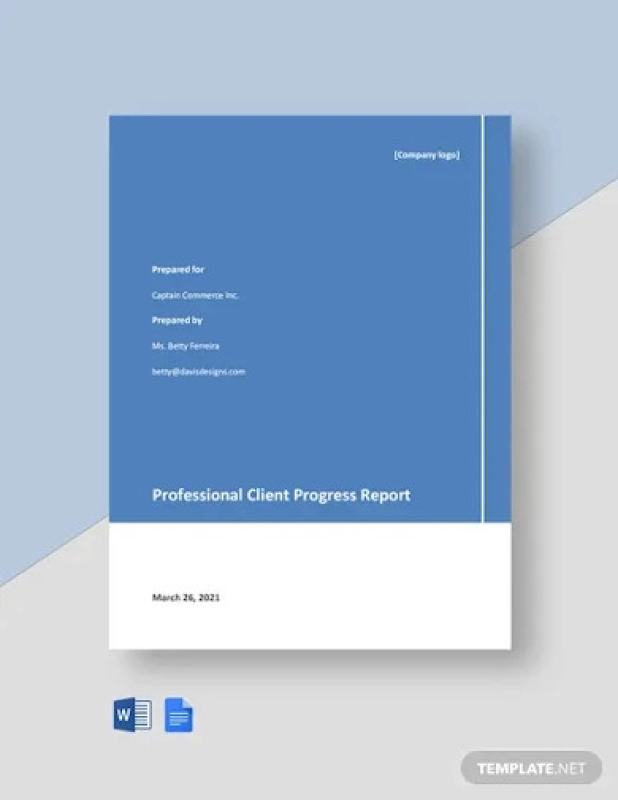 [Company logo]
Prepared for
Captain Commerce Inc.
Prepared by
Ms. Betty Ferreira
betty@davisdesigns.com
Professional Client Progress Report
March 26, 2021
W
TEMPLATE.NET